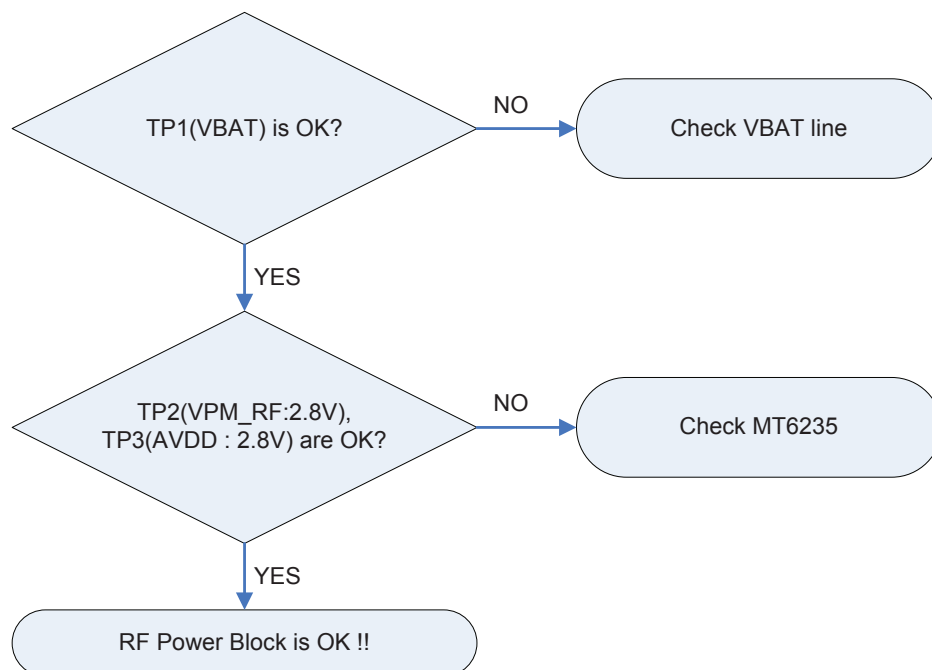 TP1(VBAT) is OK?
NO
Check VBAT line
YES
TP2(VPM_RF:2.8V),
TP3(AVDD : 2.8V) are OK?
NO
Check MT6235
YES
RF Power Block is OK !!